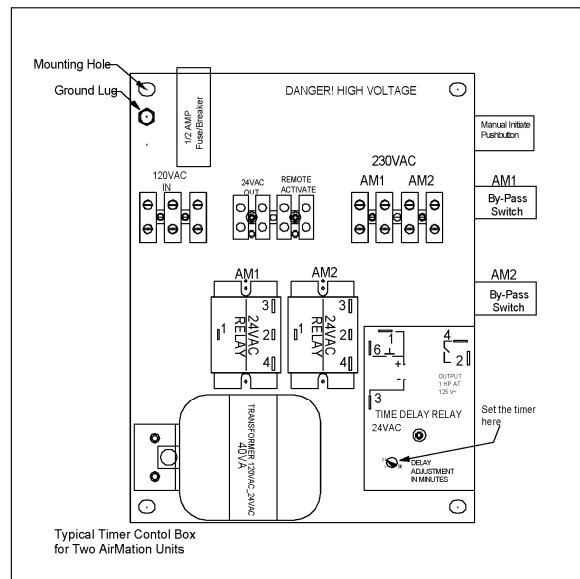 Mounting Hole
Ground Lug
1/2 AMP
Fuse/Breaker
DANGER! HIGH VOLTAGE
Manual Initiate
Pushbutton
120VAC
IN
24VAC
OUT
REMOTE
ACTIVATE
230VAC
AM1
AM2
AM1
By-Pass
Switch
AM2
By-Pass
Switch
AM1
1
3
2
4
24VAC
RELAY
AM2
1
3
2
4
24VAC
RELAY
1
6
+
-
3
4
2
OUTPUT
1 HP AT
125 V~
TIME DELAY RELAY
24VAC
DELAY
ADJUSTMENT
IN MINUTES
Set the timer
here
TRANSFORMER 120VAC_24VAC
40VA
Typical Timer Contol Box
for Two AirMation Units